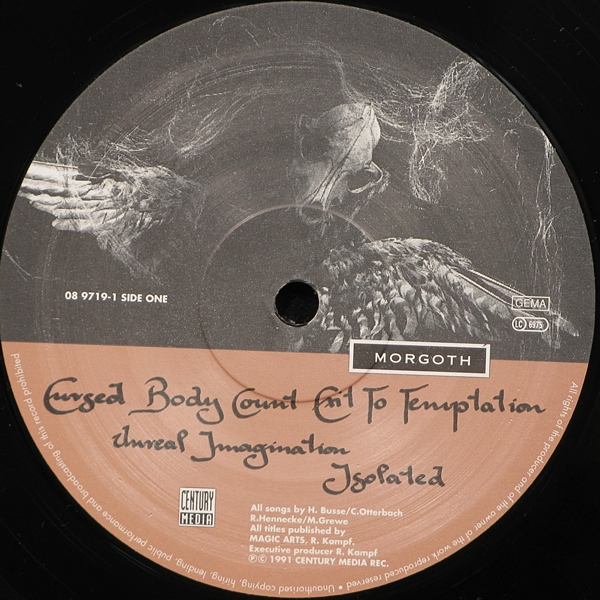 08 9719-1 SIDE ONE
GEMA
LC 6975
MORGOTH
Cursed Body Count Exit To Temptation
Unreal Imagination
Isolated
CENTURY
MEDIA
All songs by H. Busse/C.Otterbach
R.Hennecke/M.Grewe
All titles published by
MAGIC ARTS, R. Kampf.
Executive producer R. Kampf
℗ © 1991 CENTURY MEDIA REC.
All rights of the producer and of the owner of the work reproduced reserved • Unauthorised copying, hiring, lending, public performance and broadcasting of this record prohibited